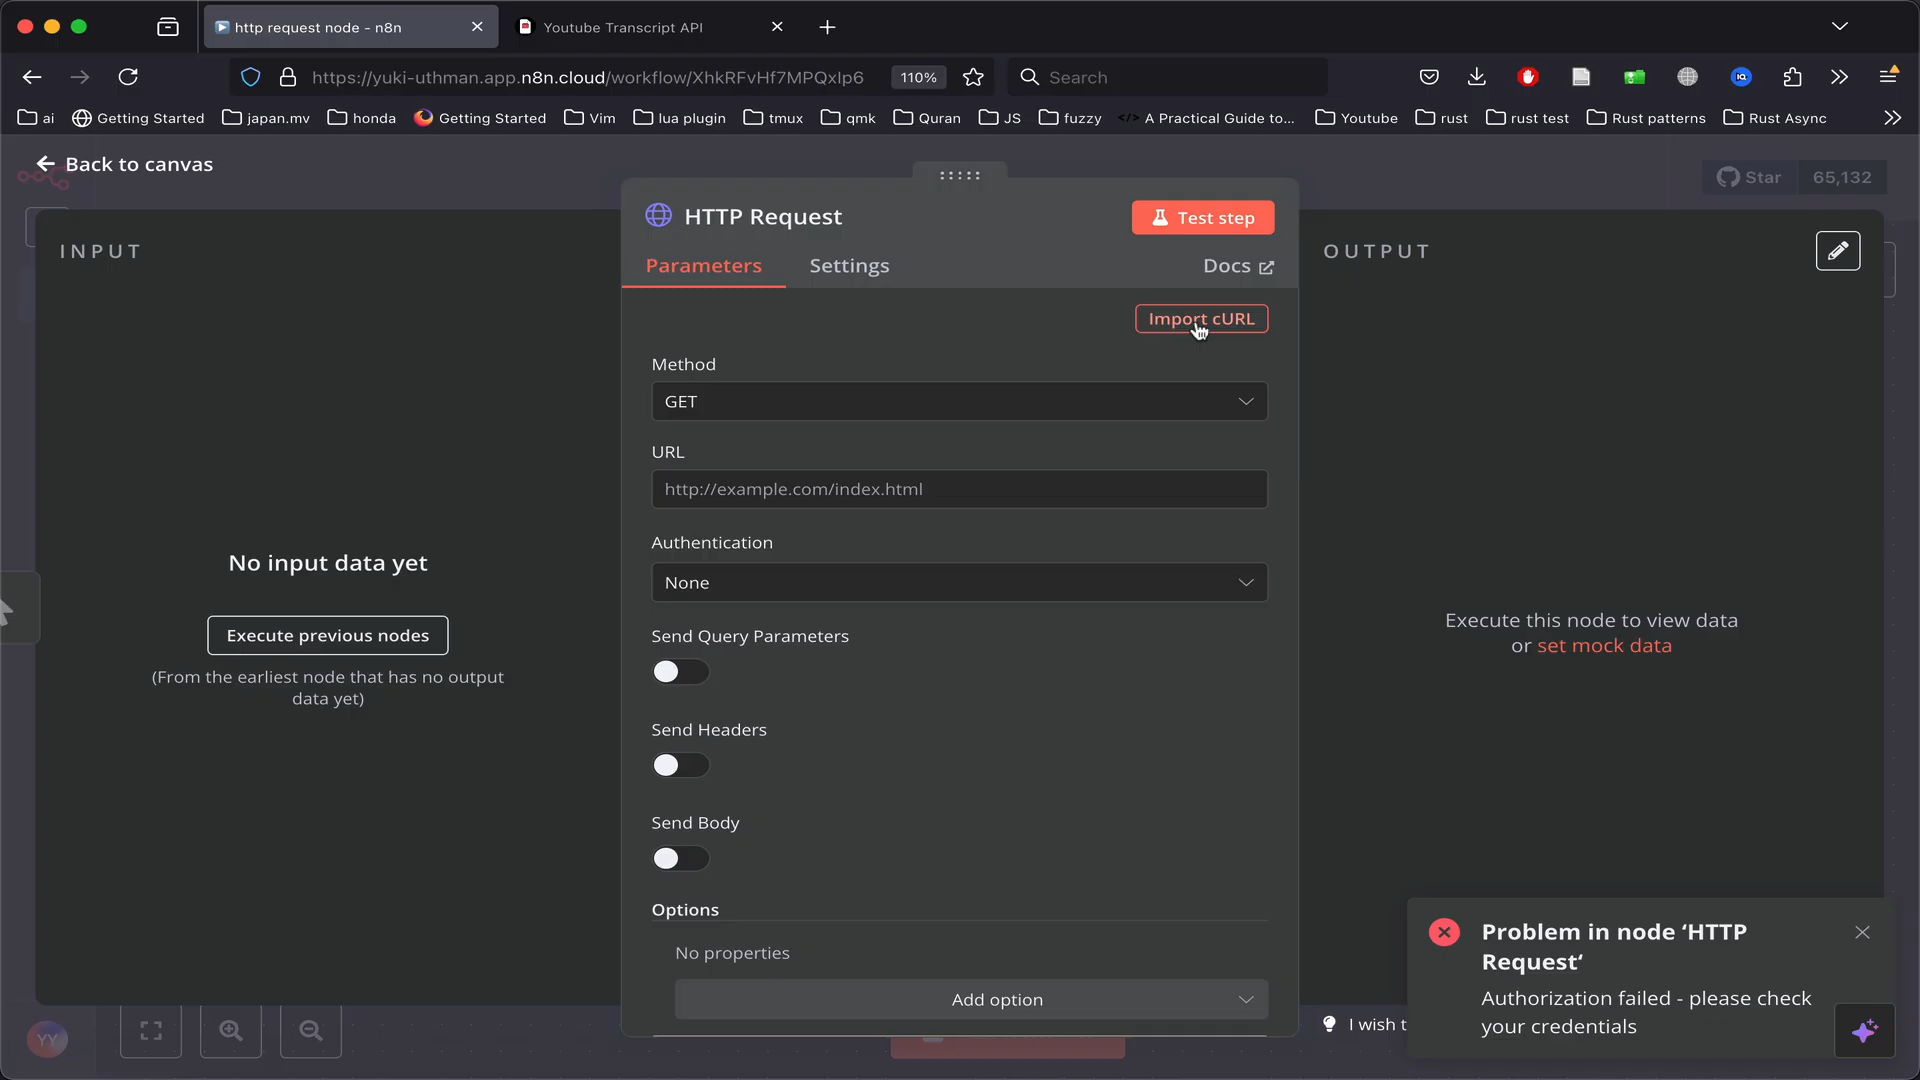 http request node - n8n
Youtube Transcript API
https://yuki-uthman.app.n8n.cloud/workflow/XhkRFvHf7MPQxIp6
110%
Search
ai
Getting Started
japan.mv
honda
Getting Started
Vim
lua plugin
tmux
qmk
Quran
JS
fuzzy
A Practical Guide to...
Youtube
rust
rust test
Rust patterns
Rust Async
Back to canvas
Star
65,132
INPUT
HTTP Request
Test step
OUTPUT
Parameters
Settings
Docs
Import cURL
Method
GET
URL
http://example.com/index.html
Authentication
None
No input data yet
Execute previous nodes
(From the earliest node that has no output
data yet)
Execute this node to view data
or set mock data
Send Query Parameters
Send Headers
Send Body
Options
No properties
Add option
I wish t
Problem in node ‘HTTP
Request‘
Authorization failed - please check
your credentials
YY